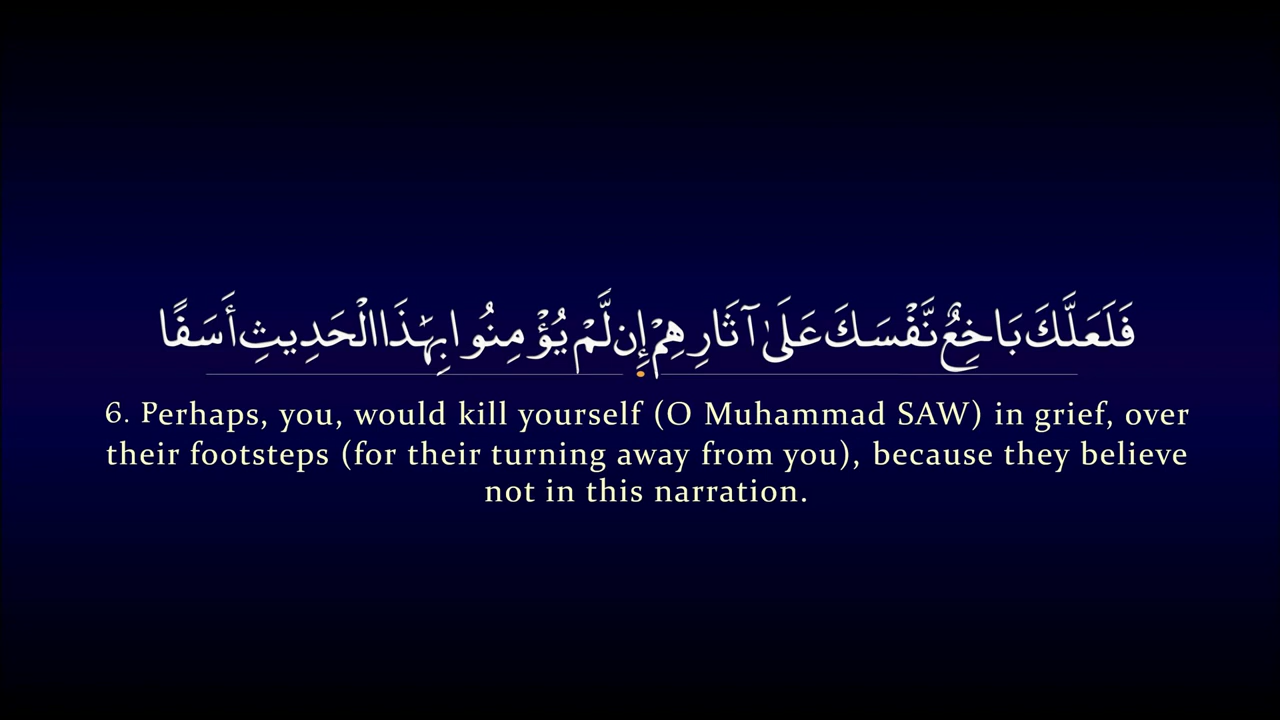 فَلَعَلَّكَ بَاخِعٌ نَّفْسَكَ عَلَىٰ آثَارِهِمْ إِن لَّمْ يُؤْمِنُوا بِهَٰذَا الْحَدِيثِ أَسَفًا
6. Perhaps, you, would kill yourself (O Muhammad SAW) in grief, over
their footsteps (for their turning away from you), because they believe
not in this narration.